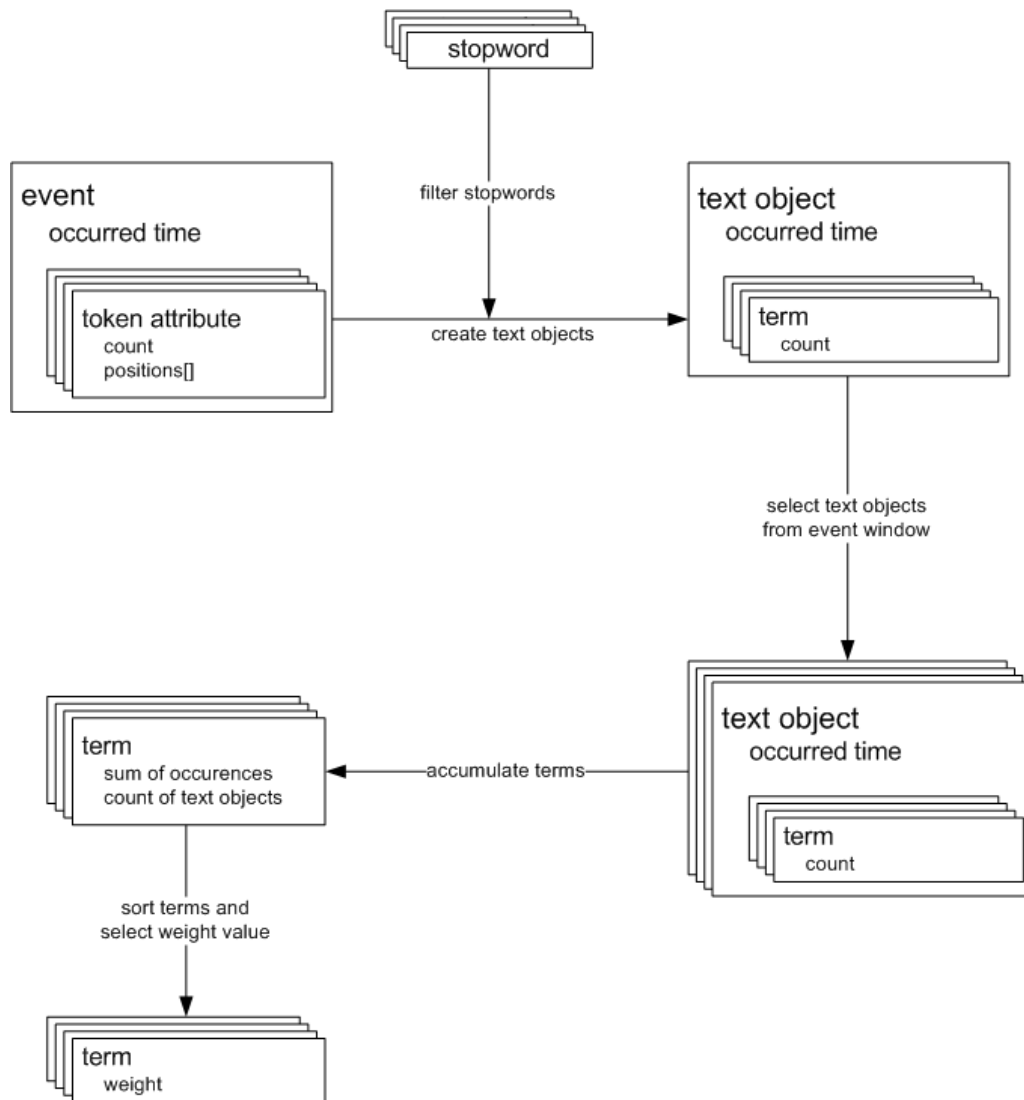 stopword
filter stopwords
event
occurred time
token attribute
count
positions[]
create text objects
text object
occurred time
term
count
select text objects
from event window
text object
occurred time
term
count
accumulate terms
term
sum of occurences
count of text objects
sort terms and
select weight value
term
weight